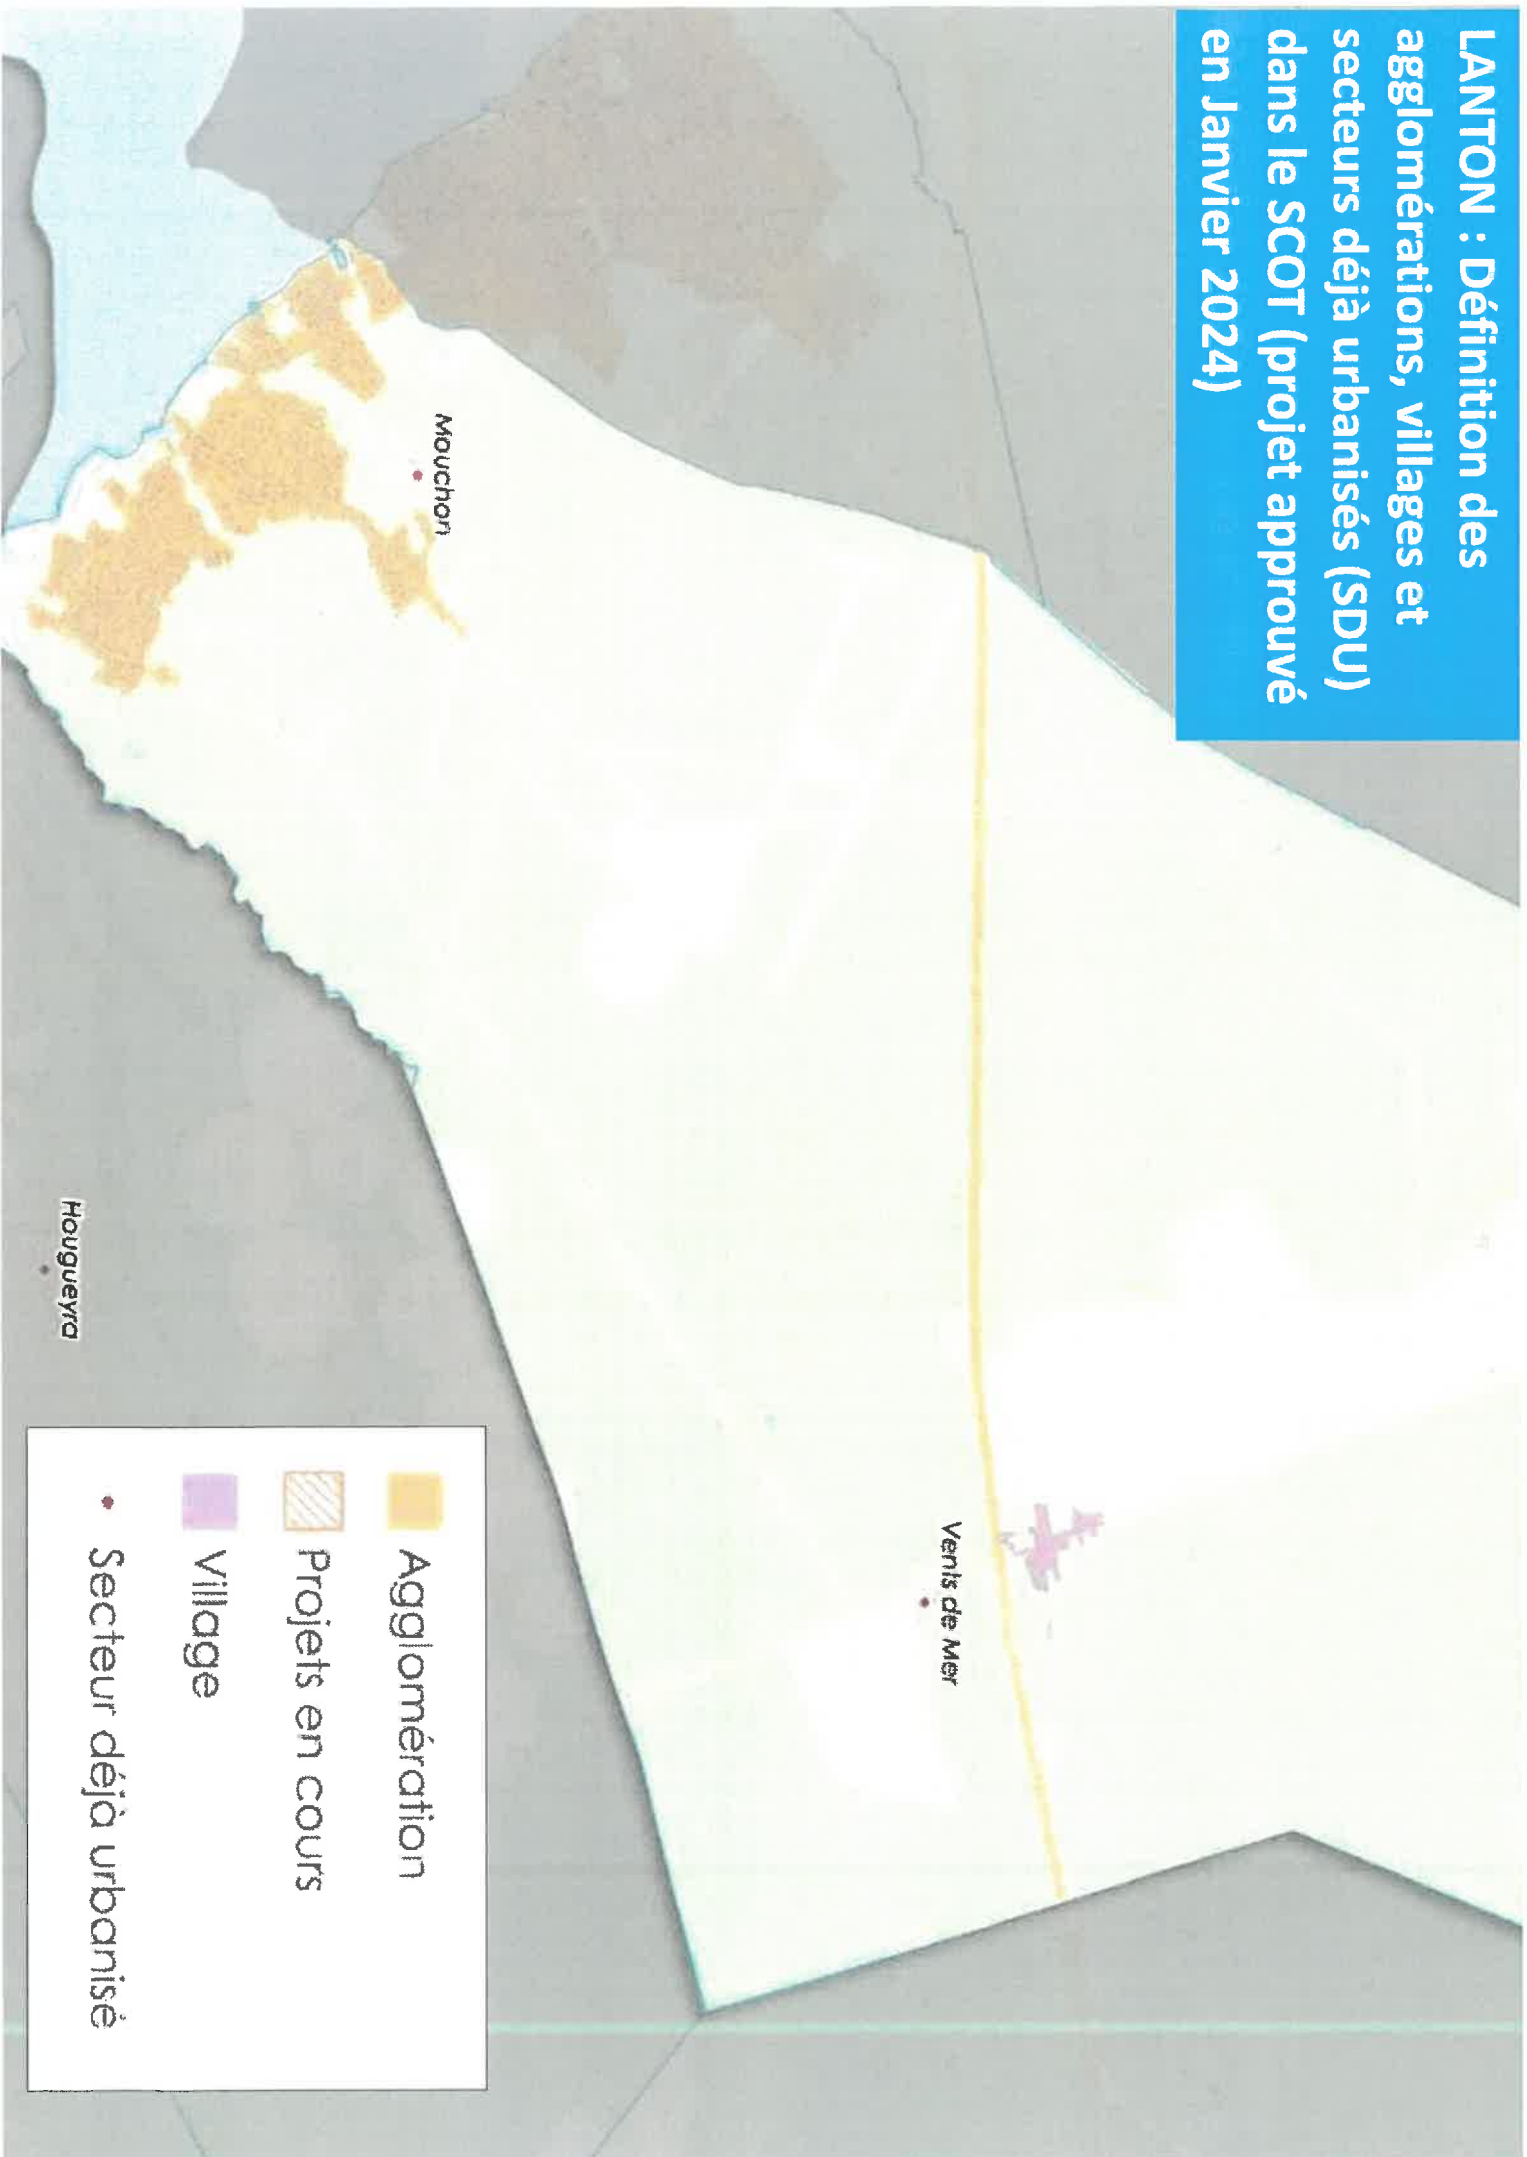 LANTON : Définition des
agglomérations, villages et
secteurs déjà urbanisés (SDU)
dans le SCOT (projet approuvé
en Janvier 2024)
Mouchon
Vents de Mer
Hougueyra
Agglomération
Projets en cours
Village
Secteur déjà urbanisé